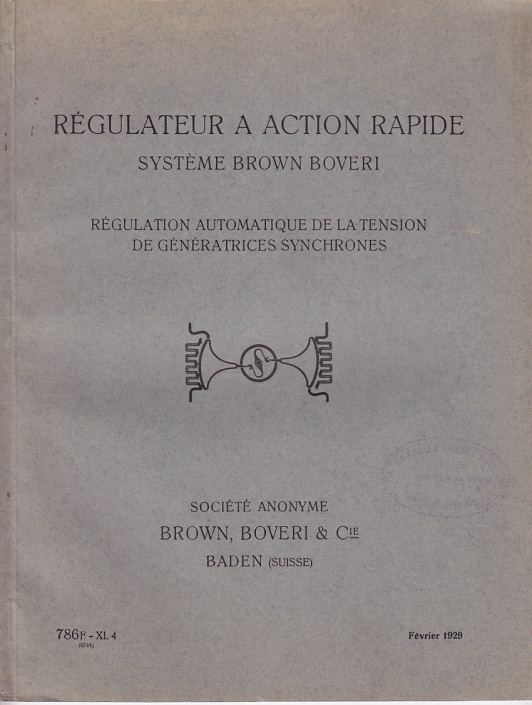 RÉGULATEUR A ACTION RAPIDE
SYSTÈME BROWN BOVERI
RÉGULATION AUTOMATIQUE DE LA TENSION
DE GÉNÉRATRICES SYNCHRONES
SOCIÉTÉ ANONYME
BROWN, BOVERI & CIE
BADEN (SUISSE)
786F - XI. 4
Février 1929